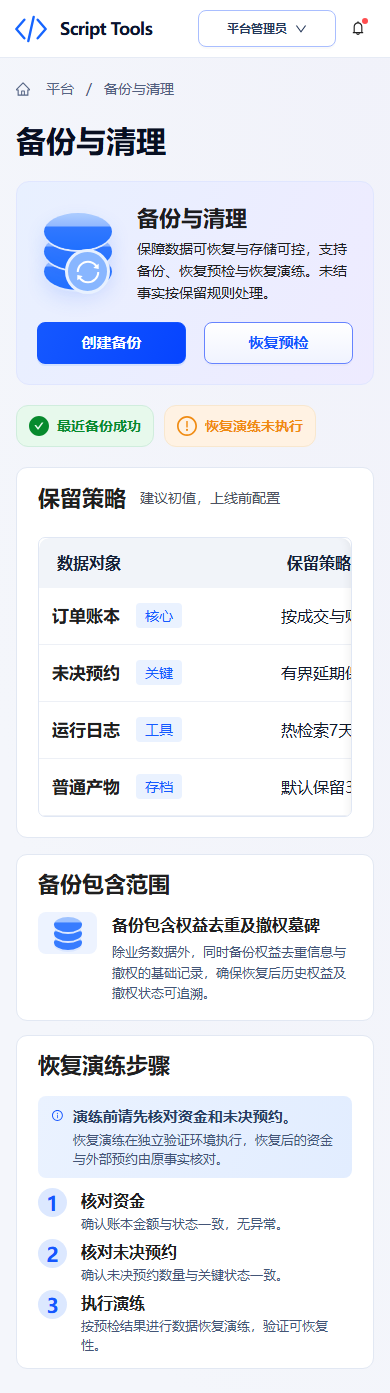 Script Tools
平台管理员
平台 / 备份与清理
备份与清理
备份与清理
保障数据可恢复与存储可控，支持
备份、恢复预检与恢复演练。未结
事实按保留规则处理。
创建备份
恢复预检
最近备份成功
恢复演练未执行
保留策略 建议初值，上线前配置
数据对象 保留策略
订单账本 核心 按成交与
未决预约 关键 有界延期
运行日志 工具 热检索7天
普通产物 存档 默认保留
备份包含范围
备份包含权益去重及撤权墓碑
除业务数据外，同时备份权益去重信息与
撤权的基础记录，确保恢复后历史权益及
撤权状态可追溯。
恢复演练步骤
演练前请先核对资金和未决预约。
恢复演练在独立验证环境执行，恢复后的资金
与外部预约由原事实核对。
1 核对资金
确认账本金额与状态一致，无异常。
2 核对未决预约
确认未决预约数量与关键状态一致。
3 执行演练
按预检结果进行数据恢复演练，验证可恢复
性。